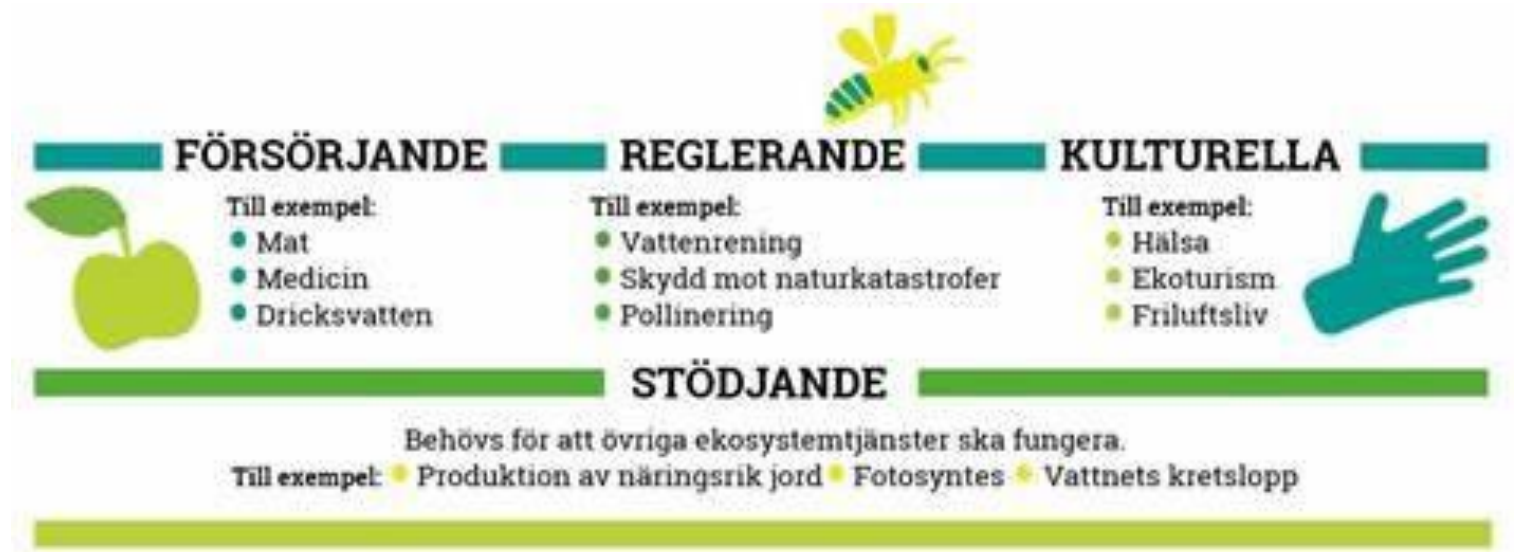 FÖRSÖRJANDE
Till exempel:
• Mat
• Medicin
• Dricksvatten
REGLERANDE
Till exempel:
• Vattenrening
• Skydd mot naturkatastrofer
• Pollinering
KULTURELLA
Till exempel:
• Hälsa
• Ekoturism
• Friluftsliv
STÖDJANDE
Behövs för att övriga ekosystemtjänster ska fungera.
Till exempel: • Produktion av näringsrik jord • Fotosyntes • Vattnets kretslopp